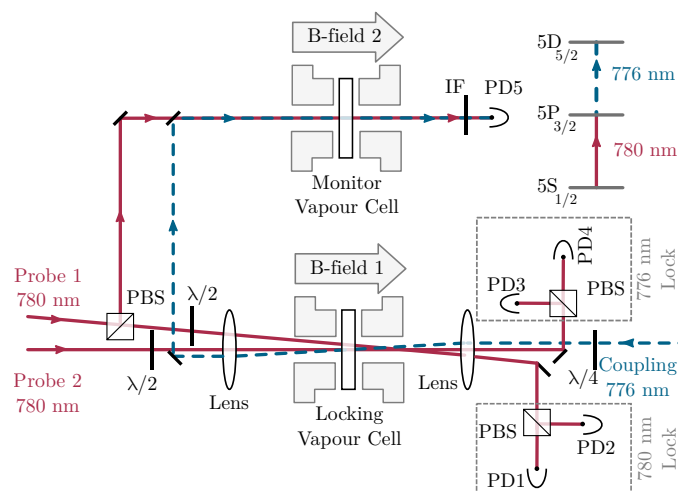 B-field 2
IF
PD5
5D
5/2
776 nm
5P
3/2
780 nm
5S
1/2
Monitor
Vapour Cell
B-field 1
PD4
PD3
PBS
776 nm
Lock
Probe 1
780 nm
PBS
λ/2
Probe 2
780 nm
λ/2
Lens
Locking
Vapour Cell
Lens
λ/4
Coupling
776 nm
PBS
PD2
PD1
780 nm
Lock